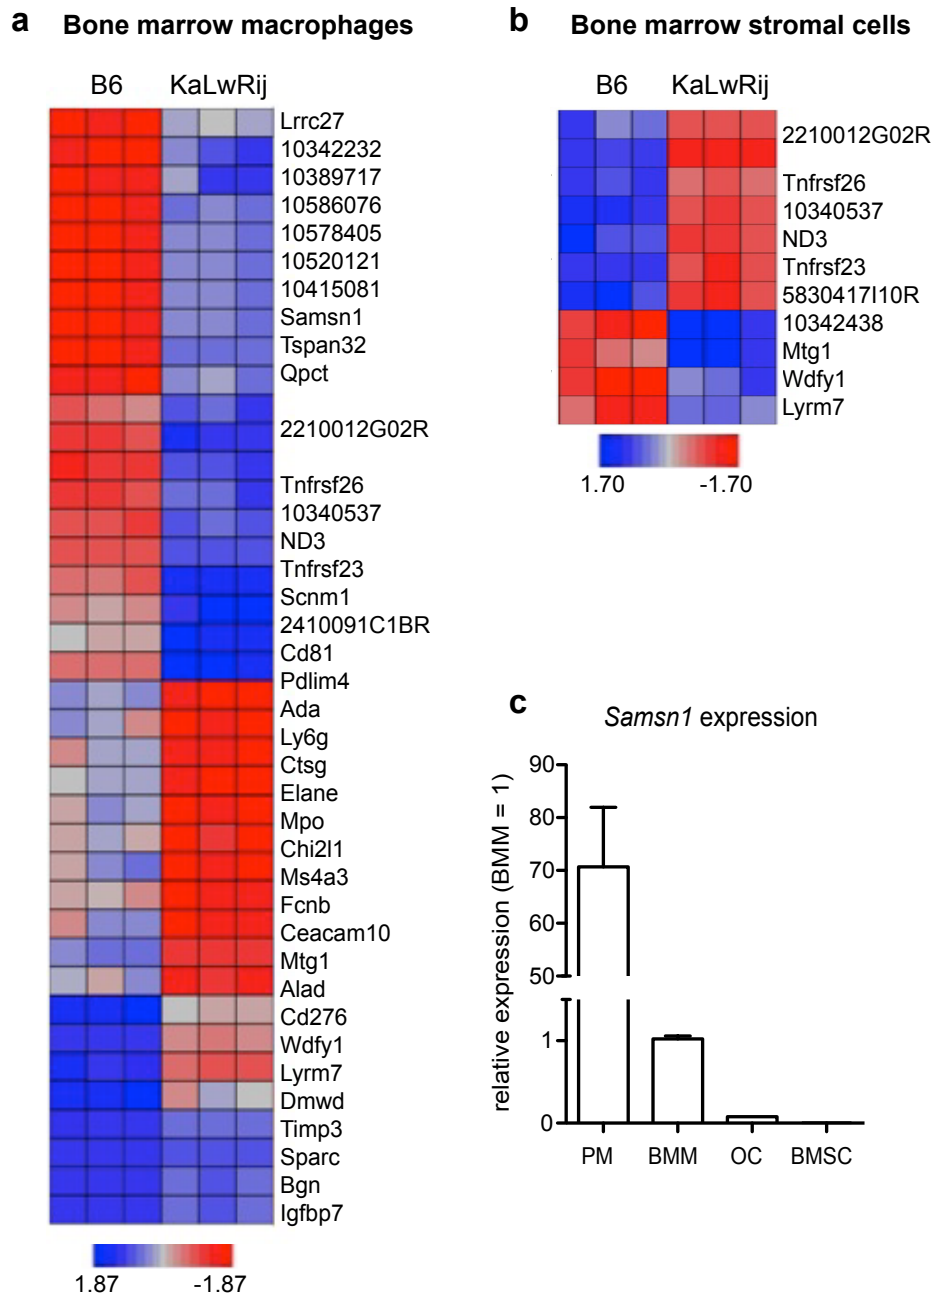 a Bone marrow macrophages
B6 KaLwRij
Lrrc27
10342232
10389717
10586076
10578405
10520121
10415081
Samsn1
Tspan32
Qpct
2210012G02R
Tnfrsf26
10340537
ND3
Tnfrsf23
Scnm1
2410091C1BR
Cd81
Pdlim4
Ada
Ly6g
Ctsg
Elane
Mpo
Chi2l1
Ms4a3
Fcnb
Ceacam10
Mtg1
Alad
Cd276
Wdfy1
Lyrm7
Dmwd
Timp3
Sparc
Bgn
Igfbp7
1.87 -1.87
b Bone marrow stromal cells
B6 KaLwRij
2210012G02R
Tnfrsf26
10340537
ND3
Tnfrsf23
5830417I10R
10342438
Mtg1
Wdfy1
Lyrm7
1.70 -1.70
c Samsn1 expression
relative expression (BMM = 1)
90
80
70
60
50
1
0
PM BMM OC BMSC